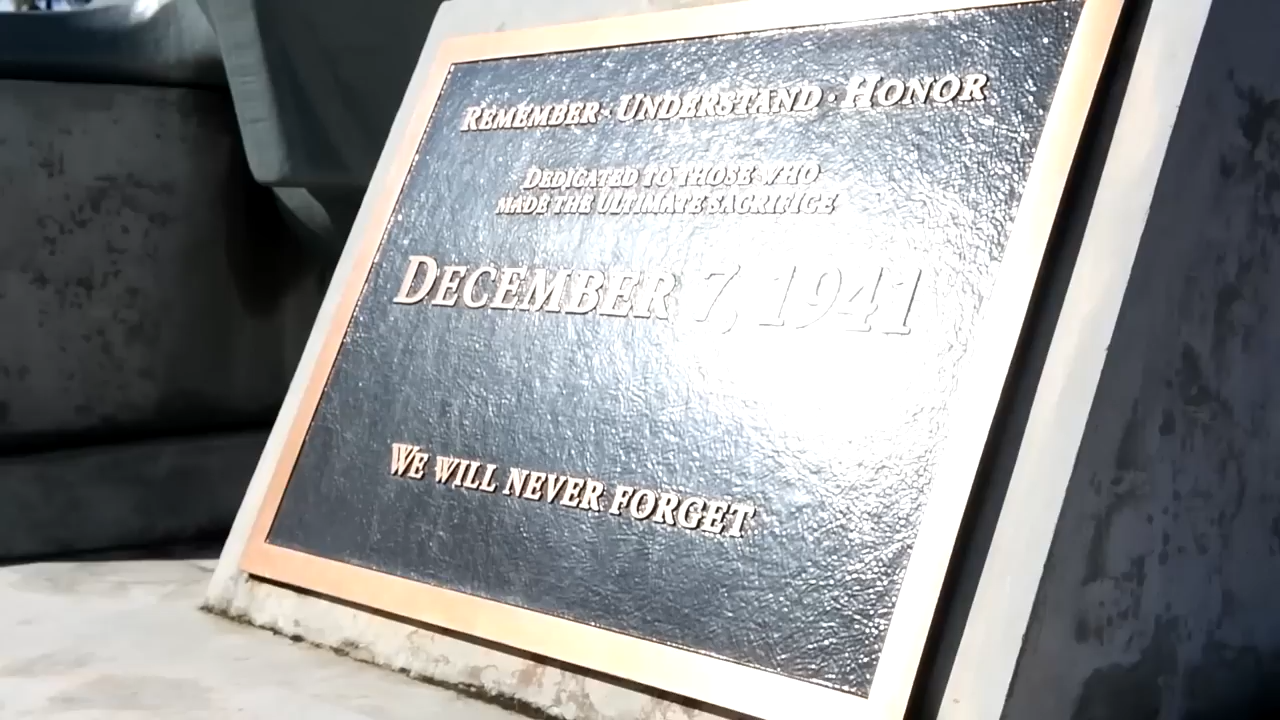 REMEMBER · UNDERSTAND · HONOR
DEDICATED TO THOSE WHO
MADE THE ULTIMATE SACRIFICE
DECEMBER 7, 1941
WE WILL NEVER FORGET